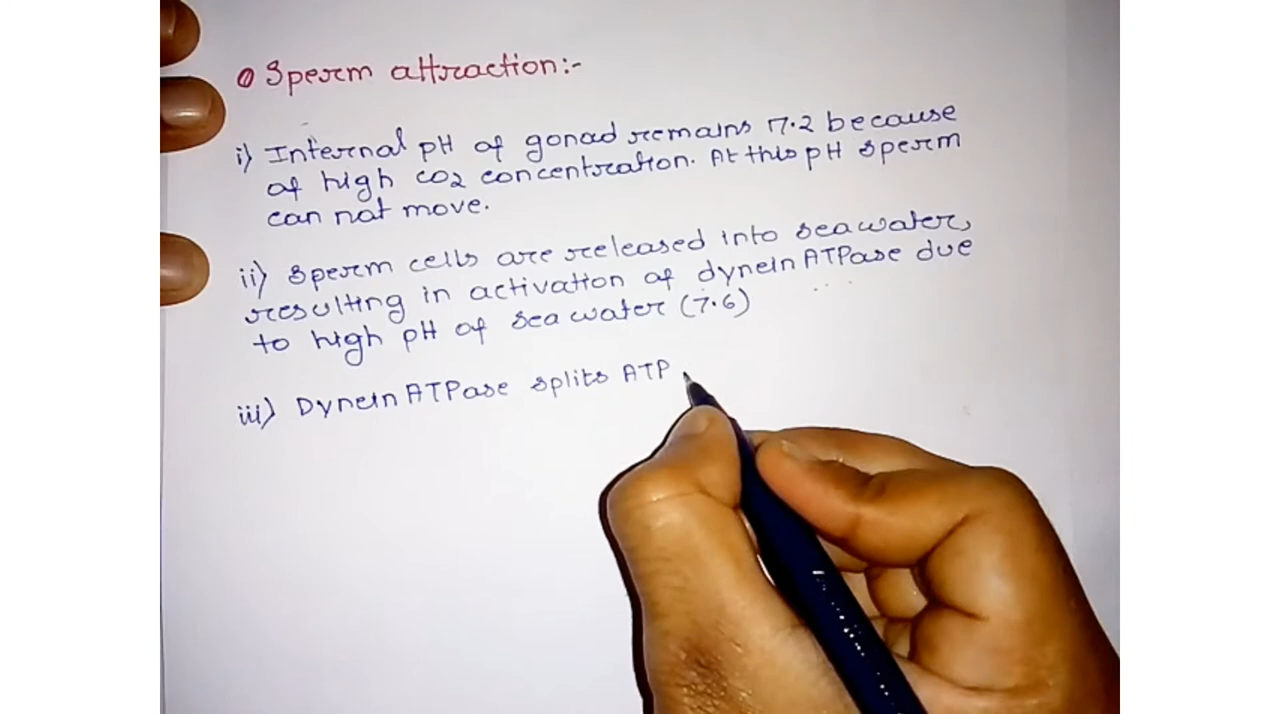 Sperm attraction:-
i) Internal pH of gonad remains 7.2 because
of high CO2 concentration. At this pH sperm
can not move.
ii) Sperm cells are released into sea water,
resulting in activation of dynein ATPase due
to high pH of sea water (7.6)
iii) Dynein ATPase splits ATP